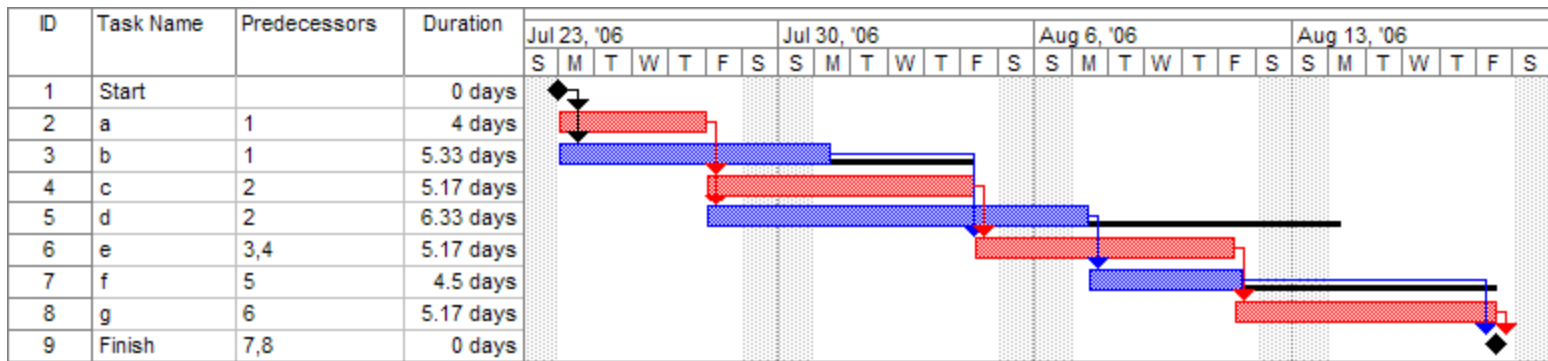 ID Task Name Predecessors Duration
Jul 23, '06 Jul 30, '06 Aug 6, '06 Aug 13, '06
S M T W T F S S M T W T F S S M T W T F S S M T W T F S
1 Start 0 days
2 a 1 4 days
3 b 1 5.33 days
4 c 2 5.17 days
5 d 2 6.33 days
6 e 3,4 5.17 days
7 f 5 4.5 days
8 g 6 5.17 days
9 Finish 7,8 0 days